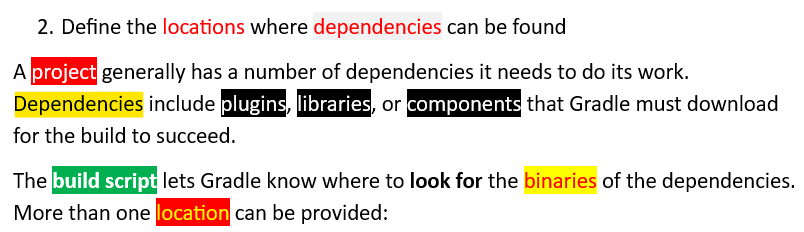 2. Define the locations where dependencies can be found
A project generally has a number of dependencies it needs to do its work.
Dependencies include plugins, libraries, or components that Gradle must download
for the build to succeed.
The build script lets Gradle know where to look for the binaries of the dependencies.
More than one location can be provided: